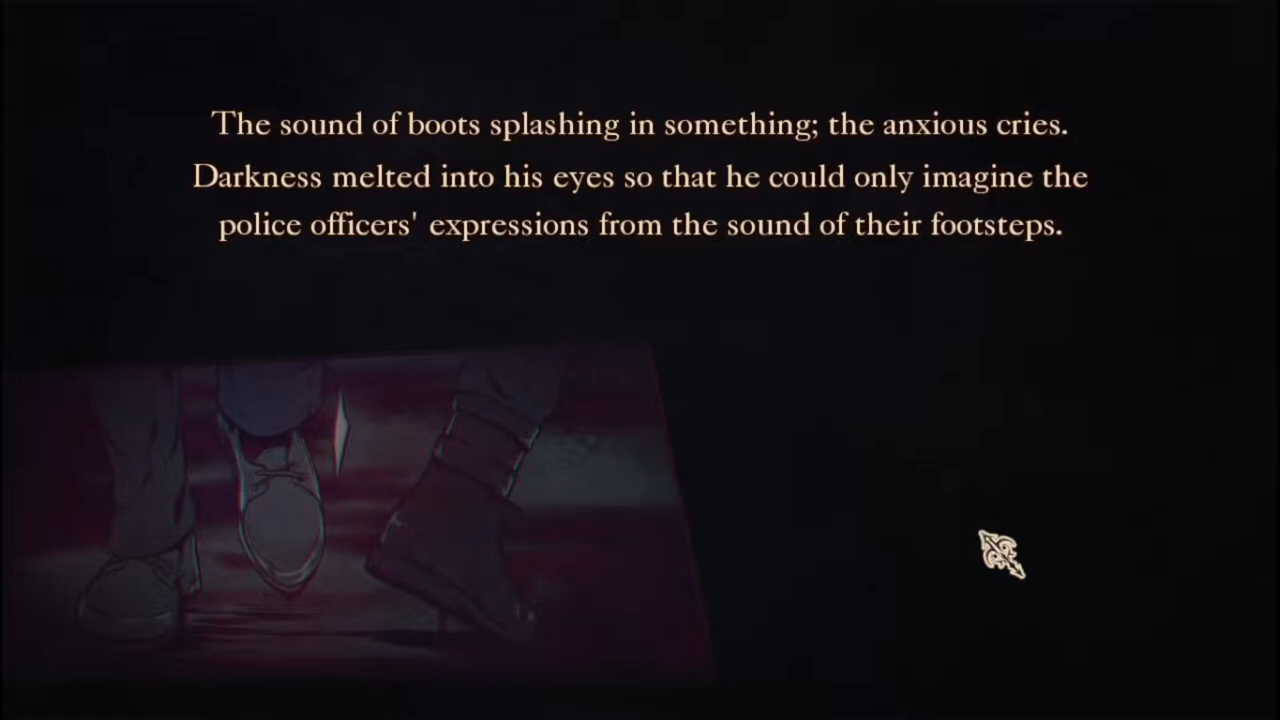 The sound of boots splashing in something; the anxious cries.
Darkness melted into his eyes so that he could only imagine the
police officers' expressions from the sound of their footsteps.